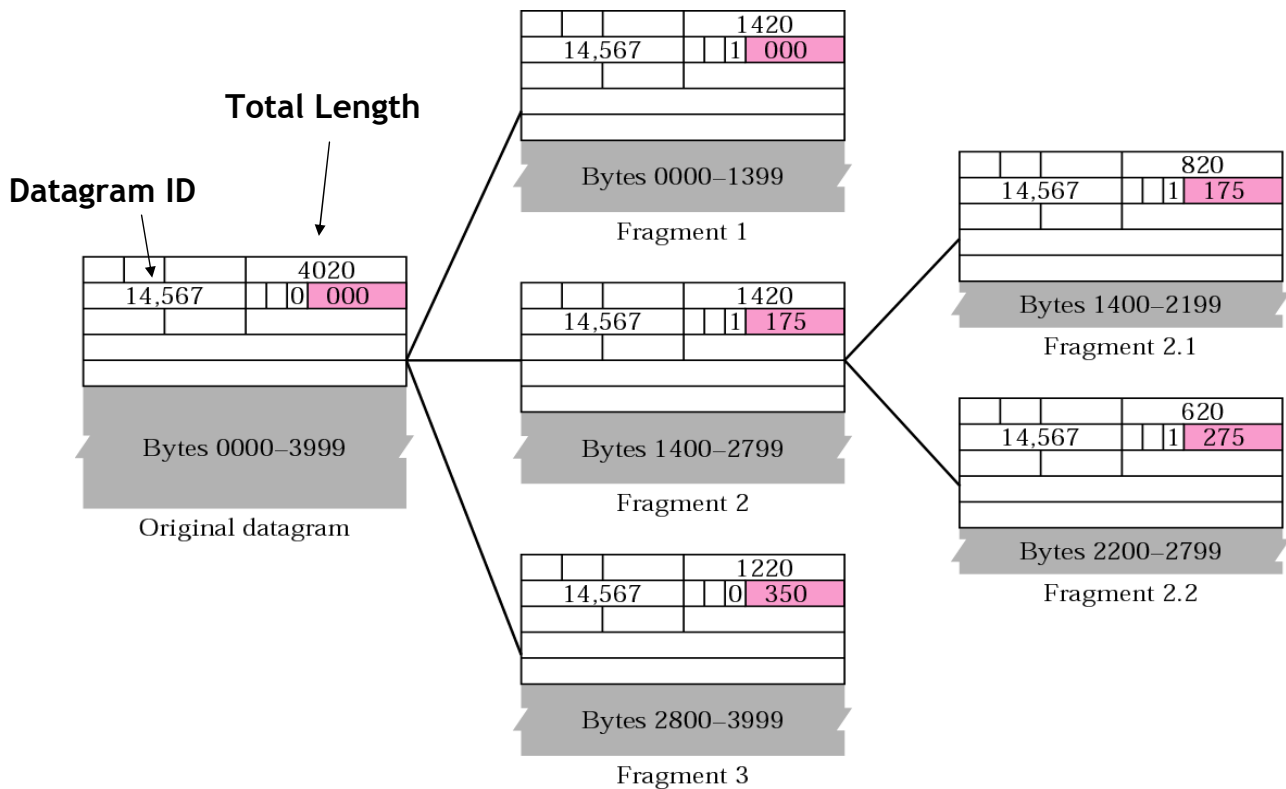 Total Length
Datagram ID
4020
14,567 0 000
Bytes 0000–3999
Original datagram
1420
14,567 1 000
Bytes 0000–1399
Fragment 1
1420
14,567 1 175
Bytes 1400–2799
Fragment 2
1220
14,567 0 350
Bytes 2800–3999
Fragment 3
820
14,567 1 175
Bytes 1400–2199
Fragment 2.1
620
14,567 1 275
Bytes 2200–2799
Fragment 2.2